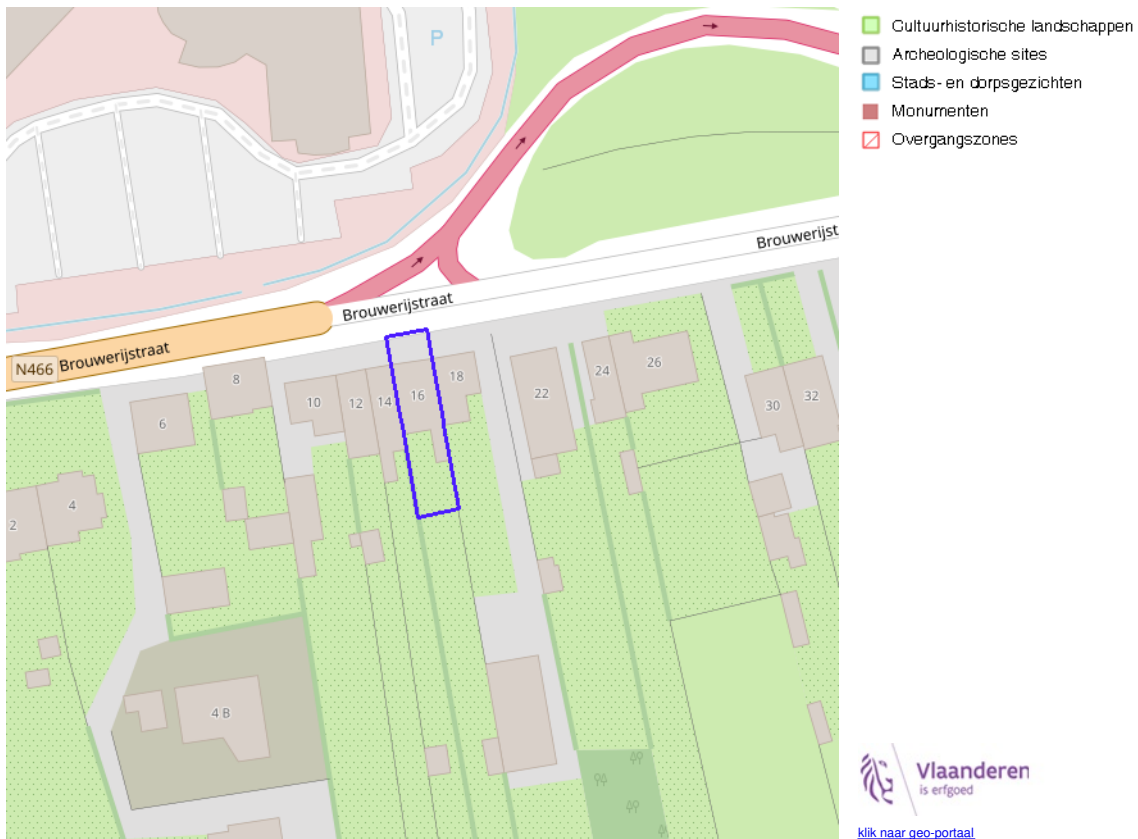 P
Cultuurhistorische landschappen
Archeologische sites
Stads- en dorpsgezichten
Monumenten
Overgangszones
Brouwerijst
Brouwerijstraat
N466 Brouwerijstraat
8
10
12
14
16
18
22
24
26
30
32
6
4
2
4 B
Vlaanderen
is erfgoed
klik naar geo-portaal